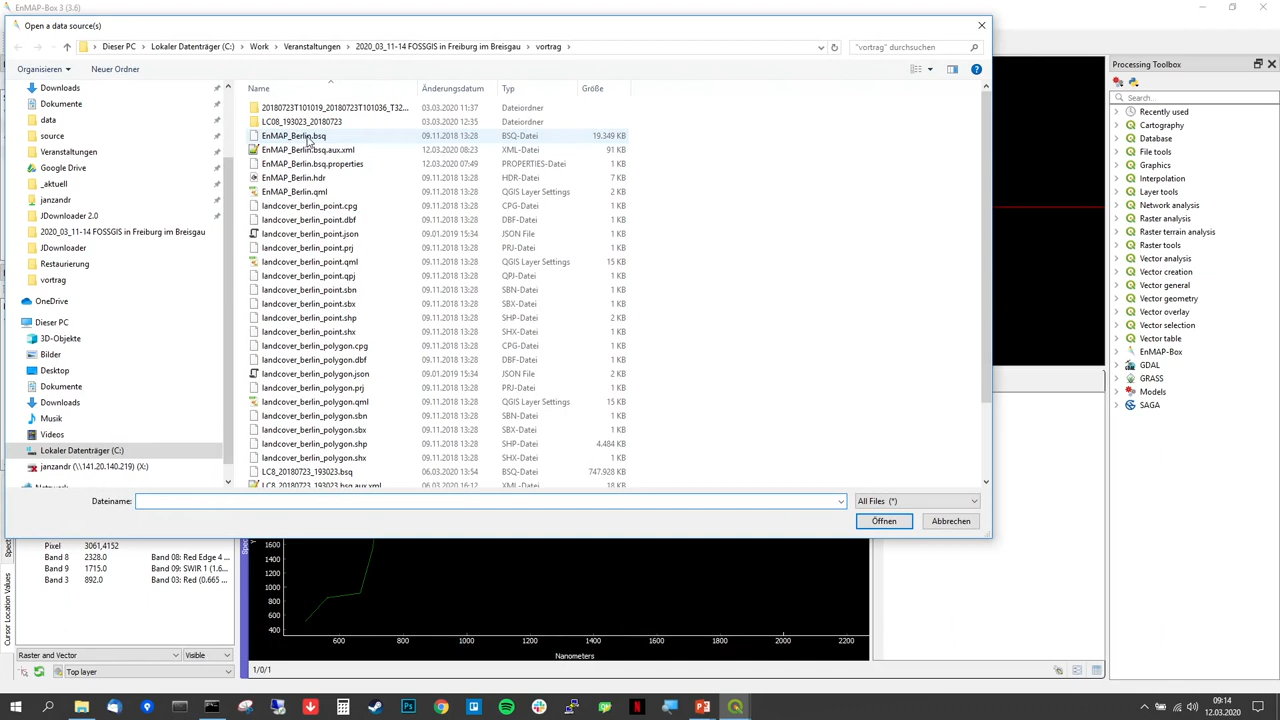 EnMAP-Box 3
Open a data source(s)
Dieser PC › Lokaler Datenträger (C:) › Work › Veranstaltungen › 2020_03_11-14 FOSSGIS in Freiburg im Breisgau › vortrag ›
"vortrag" durchsuchen
Organisieren
Neuer Ordner
Downloads
Dokumente
data
source
Veranstaltungen
Google Drive
_aktuell
janzandr
JDownloader 2.0
2020_03_11-14 FOSSGIS in Freiburg im Breisgau
JDownloader
Restaurierung
vortrag
OneDrive
Dieser PC
3D-Objekte
Bilder
Desktop
Dokumente
Downloads
Musik
Videos
Lokaler Datenträger (C:)
janzandr (\\141.20.140.219) (X:)
Name Änderungsdatum Typ Größe
20180723T101019_20180723T101036_T32... 03.03.2020 11:37 Dateiordner
LC08_193023_20180723 03.03.2020 12:35 Dateiordner
EnMAP_Berlin.bsq 09.11.2018 13:28 BSQ-Datei 19.349 KB
EnMAP_Berlin.bsq.aux.xml 12.03.2020 08:23 XML-Datei 91 KB
EnMAP_Berlin.bsq.properties 12.03.2020 07:49 PROPERTIES-Datei 1 KB
EnMAP_Berlin.hdr 09.11.2018 13:28 HDR-Datei 7 KB
EnMAP_Berlin.qml 09.11.2018 13:28 QGIS Layer Settings 1 KB
landcover_berlin_point.cpg 09.11.2018 13:28 CPG-Datei 1 KB
landcover_berlin_point.dbf 09.11.2018 13:28 DBF-Datei 1 KB
landcover_berlin_point.json 09.01.2019 15:34 JSON File 1 KB
landcover_berlin_point.prj 09.11.2018 13:28 PRJ-Datei 1 KB
landcover_berlin_point.qml 09.11.2018 13:28 QGIS Layer Settings 15 KB
landcover_berlin_point.qpj 09.11.2018 13:28 QPJ-Datei 1 KB
landcover_berlin_point.sbn 09.11.2018 13:28 SBN-Datei 1 KB
landcover_berlin_point.sbx 09.11.2018 13:28 SBX-Datei 1 KB
landcover_berlin_point.shp 09.11.2018 13:28 SHP-Datei 2 KB
landcover_berlin_point.shx 09.11.2018 13:28 SHX-Datei 1 KB
landcover_berlin_polygon.cpg 09.11.2018 13:28 CPG-Datei 1 KB
landcover_berlin_polygon.dbf 09.11.2018 13:28 DBF-Datei 1 KB
landcover_berlin_polygon.json 09.01.2019 15:34 JSON File 2 KB
landcover_berlin_polygon.prj 09.11.2018 13:28 PRJ-Datei 1 KB
landcover_berlin_polygon.qml 09.11.2018 13:28 QGIS Layer Settings 15 KB
landcover_berlin_polygon.sbn 09.11.2018 13:28 SBN-Datei 1 KB
landcover_berlin_polygon.sbx 09.11.2018 13:28 SBX-Datei 1 KB
landcover_berlin_polygon.shp 09.11.2018 13:28 SHP-Datei 4.484 KB
landcover_berlin_polygon.shx 09.11.2018 13:28 SHX-Datei 1 KB
LC8_20180723_193023.bsq 06.03.2020 13:54 BSQ-Datei 747.928 KB
LC8_20180723_193023.bsq.aux.xml 06.03.2020 16:12 XML-Datei 18 KB
Dateiname:
All Files (*)
Öffnen
Abbrechen
Processing Toolbox
Search...
Recently used
Cartography
Database
File tools
Graphics
Interpolation
Layer tools
Network analysis
Raster analysis
Raster terrain analysis
Raster tools
Vector analysis
Vector creation
Vector general
Vector geometry
Vector overlay
Vector selection
Vector table
EnMAP-Box
GDAL
GRASS
Models
SAGA
Pixel 3061,4152
Band 8 2328.0 Band 08: Red Edge 4 ...
Band 9 1715.0 Band 09: SWIR 1 (1.6...
Band 3 892.0 Band 03: Red (0.665 ...
Cursor Location Values
Raster and Vector
Visible
Top layer
1600
1400
1200
1000
800
600
400
600 800 1000 1200 1400 1600 1800 2000 2200
Nanometers
1/0/1
09:14
12.03.2020